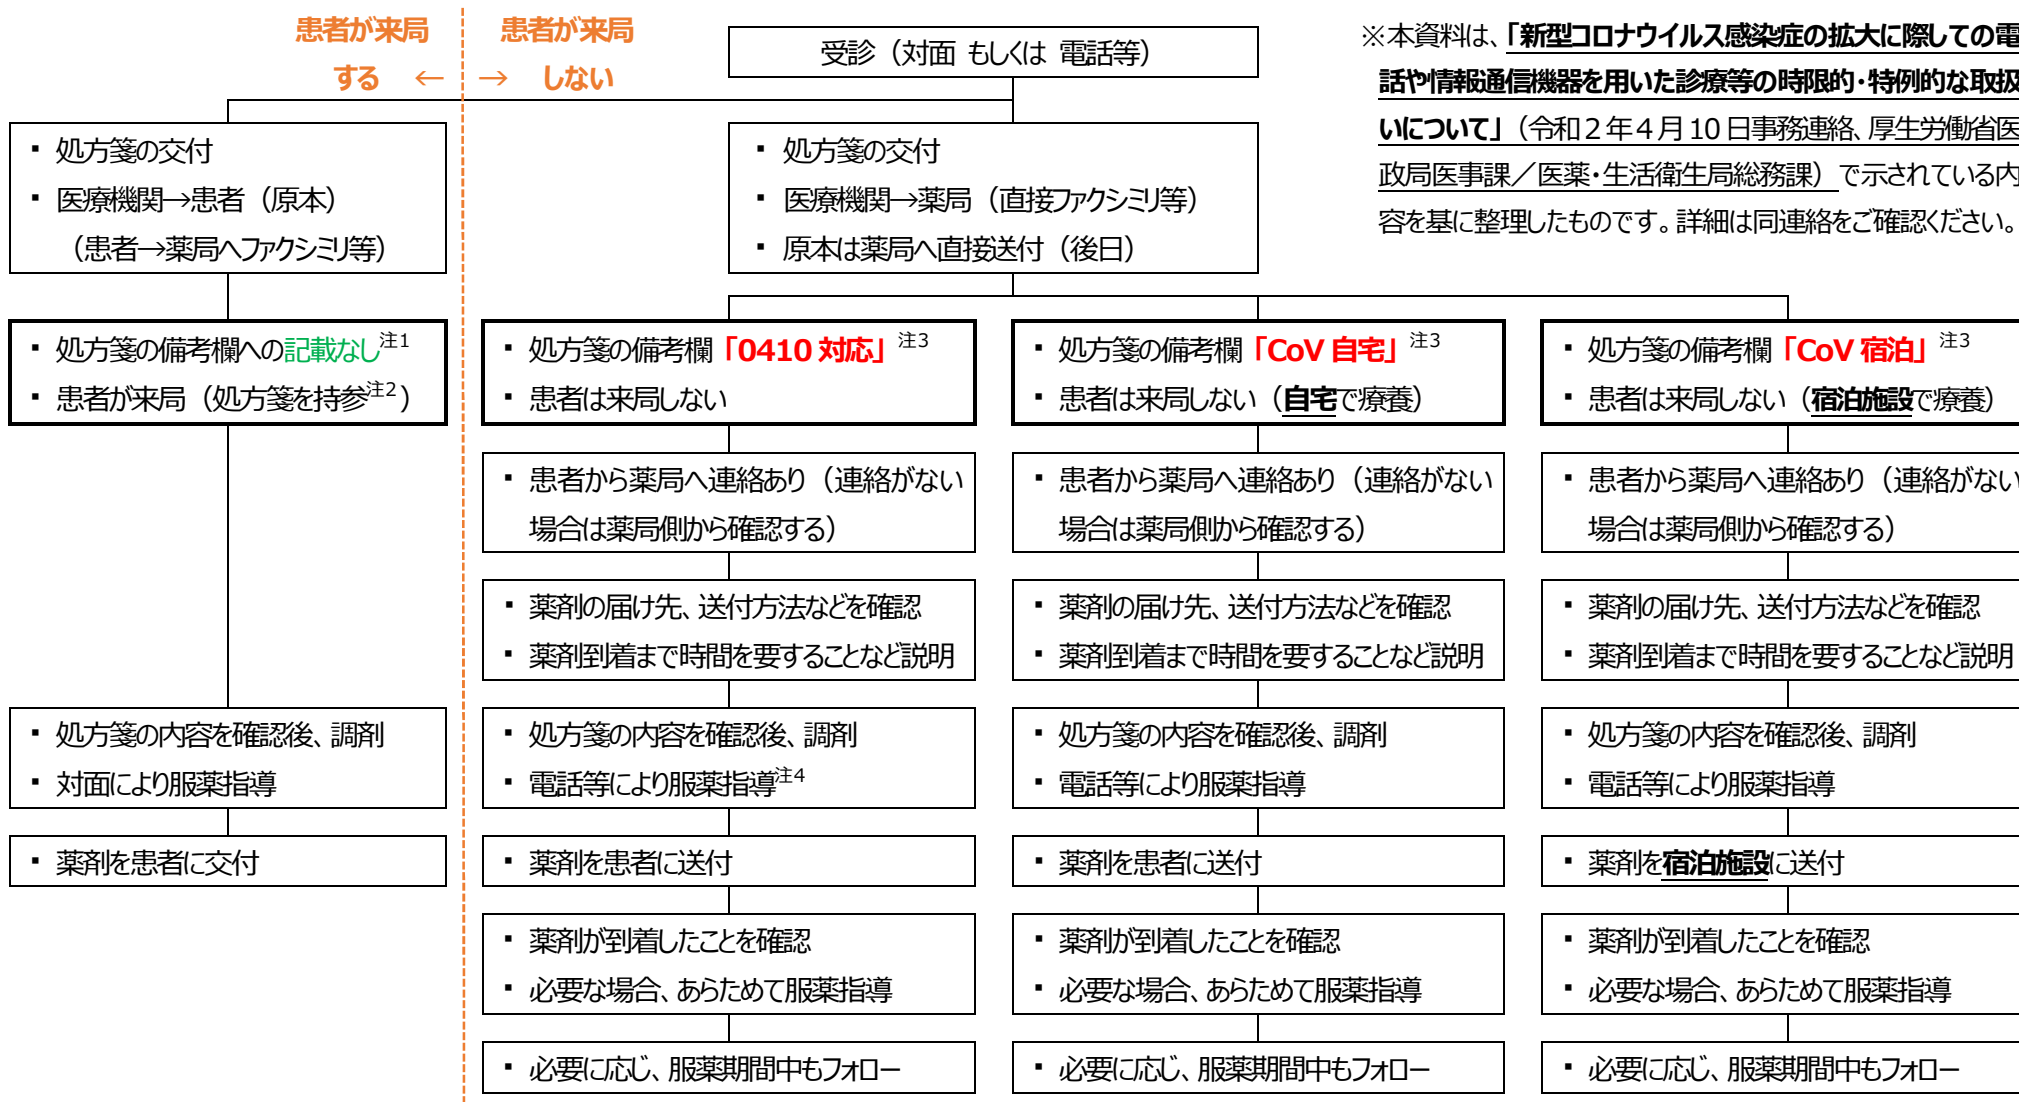 患者が来局
する ←
患者が来局
→ しない
受診（対面 もしくは 電話等）
※本資料は、「新型コロナウイルス感染症の拡大に際しての電
話や情報通信機器を用いた診療等の時限的・特例的な取扱
いについて」（令和２年４月10日事務連絡、厚生労働省医
政局医事課／医薬・生活衛生局総務課）で示されている内
容を基に整理したものです。詳細は同連絡をご確認ください。
▪ 処方箋の交付
▪ 医療機関→患者（原本）
（患者→薬局へファクシミリ等）
▪ 処方箋の交付
▪ 医療機関→薬局（直接ファクシミリ等）
▪ 原本は薬局へ直接送付（後日）
▪ 処方箋の備考欄への記載なし注1
▪ 患者が来局（処方箋を持参注2）
▪ 処方箋の備考欄「0410 対応」注3
▪ 患者は来局しない
▪ 処方箋の備考欄「CoV 自宅」注3
▪ 患者は来局しない（自宅で療養）
▪ 処方箋の備考欄「CoV 宿泊」注3
▪ 患者は来局しない（宿泊施設で療養）
▪ 患者から薬局へ連絡あり（連絡がない
場合は薬局側から確認する）
▪ 患者から薬局へ連絡あり（連絡がない
場合は薬局側から確認する）
▪ 患者から薬局へ連絡あり（連絡がない
場合は薬局側から確認する）
▪ 薬剤の届け先、送付方法などを確認
▪ 薬剤到着まで時間を要することなど説明
▪ 薬剤の届け先、送付方法などを確認
▪ 薬剤到着まで時間を要することなど説明
▪ 薬剤の届け先、送付方法などを確認
▪ 薬剤到着まで時間を要することなど説明
▪ 処方箋の内容を確認後、調剤
▪ 対面により服薬指導
▪ 処方箋の内容を確認後、調剤
▪ 電話等により服薬指導注4
▪ 処方箋の内容を確認後、調剤
▪ 電話等により服薬指導
▪ 処方箋の内容を確認後、調剤
▪ 電話等により服薬指導
▪ 薬剤を患者に交付
▪ 薬剤を患者に送付
▪ 薬剤を患者に送付
▪ 薬剤を宿泊施設に送付
▪ 薬剤が到着したことを確認
▪ 必要な場合、あらためて服薬指導
▪ 薬剤が到着したことを確認
▪ 必要な場合、あらためて服薬指導
▪ 薬剤が到着したことを確認
▪ 必要な場合、あらためて服薬指導
▪ 必要に応じ、服薬期間中もフォロー
▪ 必要に応じ、服薬期間中もフォロー
▪ 必要に応じ、服薬期間中もフォロー